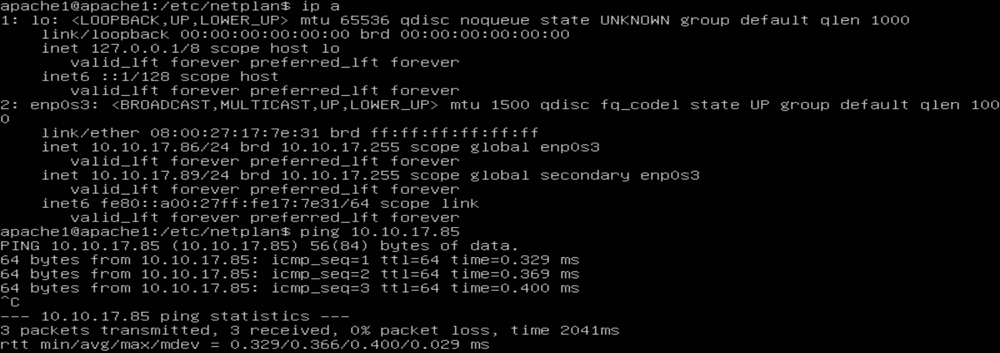 apache1@apache1:/etc/netplan$ ip a
1: lo: <LOOPBACK,UP,LOWER_UP> mtu 65536 qdisc noqueue state UNKNOWN group default qlen 1000
    link/loopback 00:00:00:00:00:00 brd 00:00:00:00:00:00
    inet 127.0.0.1/8 scope host lo
       valid_lft forever preferred_lft forever
    inet6 ::1/128 scope host
       valid_lft forever preferred_lft forever
2: enp0s3: <BROADCAST,MULTICAST,UP,LOWER_UP> mtu 1500 qdisc fq_codel state UP group default qlen 100
0
    link/ether 08:00:27:17:7e:31 brd ff:ff:ff:ff:ff:ff
    inet 10.10.17.86/24 brd 10.10.17.255 scope global enp0s3
       valid_lft forever preferred_lft forever
    inet 10.10.17.89/24 brd 10.10.17.255 scope global secondary enp0s3
       valid_lft forever preferred_lft forever
    inet6 fe80::a00:27ff:fe17:7e31/64 scope link
       valid_lft forever preferred_lft forever
apache1@apache1:/etc/netplan$ ping 10.10.17.85
PING 10.10.17.85 (10.10.17.85) 56(84) bytes of data.
64 bytes from 10.10.17.85: icmp_seq=1 ttl=64 time=0.329 ms
64 bytes from 10.10.17.85: icmp_seq=2 ttl=64 time=0.369 ms
64 bytes from 10.10.17.85: icmp_seq=3 ttl=64 time=0.400 ms
^C
--- 10.10.17.85 ping statistics ---
3 packets transmitted, 3 received, 0% packet loss, time 2041ms
rtt min/avg/max/mdev = 0.329/0.366/0.400/0.029 ms